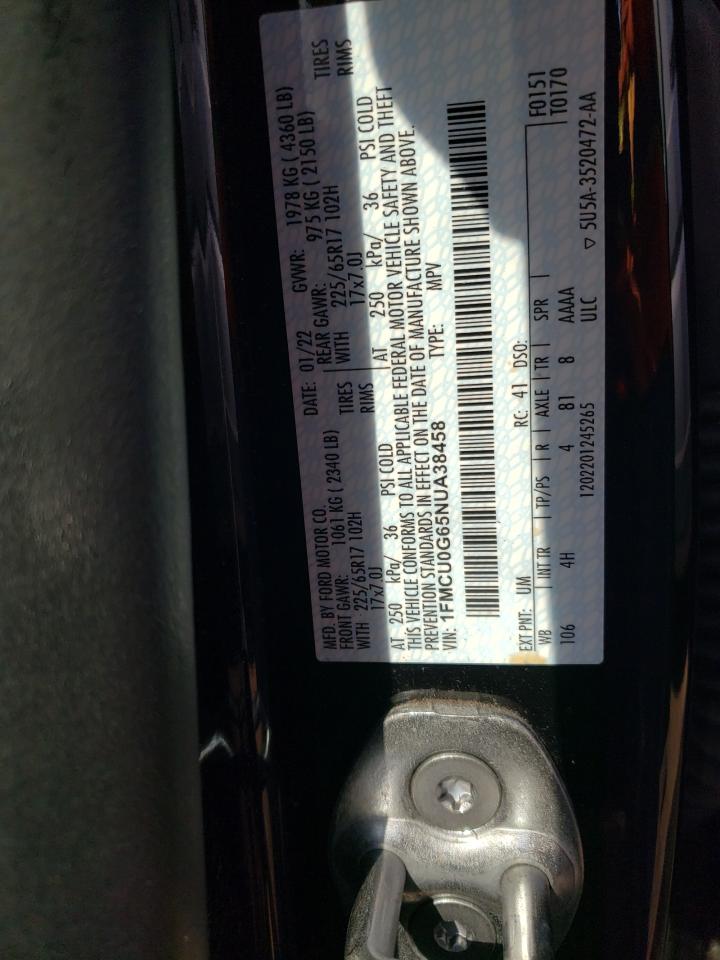 MFD. BY FORD MOTOR CO. DATE: 01/22 GVWR: 1978 KG ( 4360 LB)
FRONT GAWR: 1061 KG ( 2340 LB) REAR GAWR: 975 KG ( 2150 LB)
WITH 225/65R17 102H TIRES WITH 225/65R17 102H TIRES
17x7.0J RIMS 17x7.0J RIMS
AT 250 kPa/ 36 PSI COLD AT 250 kPa/ 36 PSI COLD
THIS VEHICLE CONFORMS TO ALL APPLICABLE FEDERAL MOTOR VEHICLE SAFETY AND THEFT
PREVENTION STANDARDS IN EFFECT ON THE DATE OF MANUFACTURE SHOWN ABOVE.
VIN: 1FMCU0G65NUA38458 TYPE: MPV
EXT PNT: UM RC: 41 DSO: F0151
WB INT TR TP/PS R AXLE TR SPR T0170
106 4H 4 81 8 AAAA
1202201245265 ULC ▽ 5U5A-3520472-AA